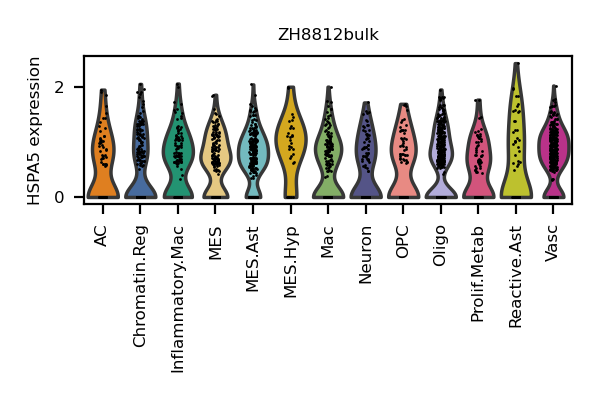 ZH8812bulk
HSPA5 expression
2
0
AC
Chromatin.Reg
Inflammatory.Mac
MES
MES.Ast
MES.Hyp
Mac
Neuron
OPC
Oligo
Prolif.Metab
Reactive.Ast
Vasc